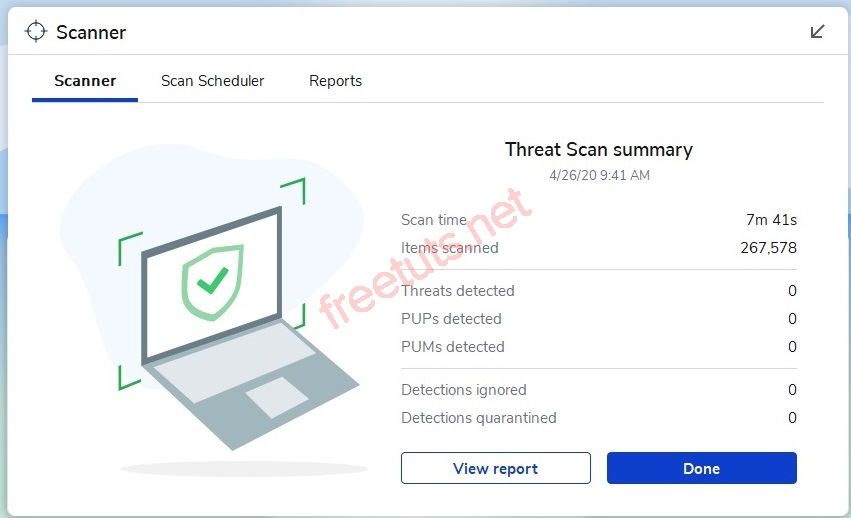 Scanner
Scanner Scan Scheduler Reports
Threat Scan summary
4/26/20 9:41 AM
Scan time 7m 41s
Items scanned 267,578
freetuts.net
Threats detected 0
PUPs detected 0
PUMs detected 0
Detections ignored 0
Detections quarantined 0
View report Done